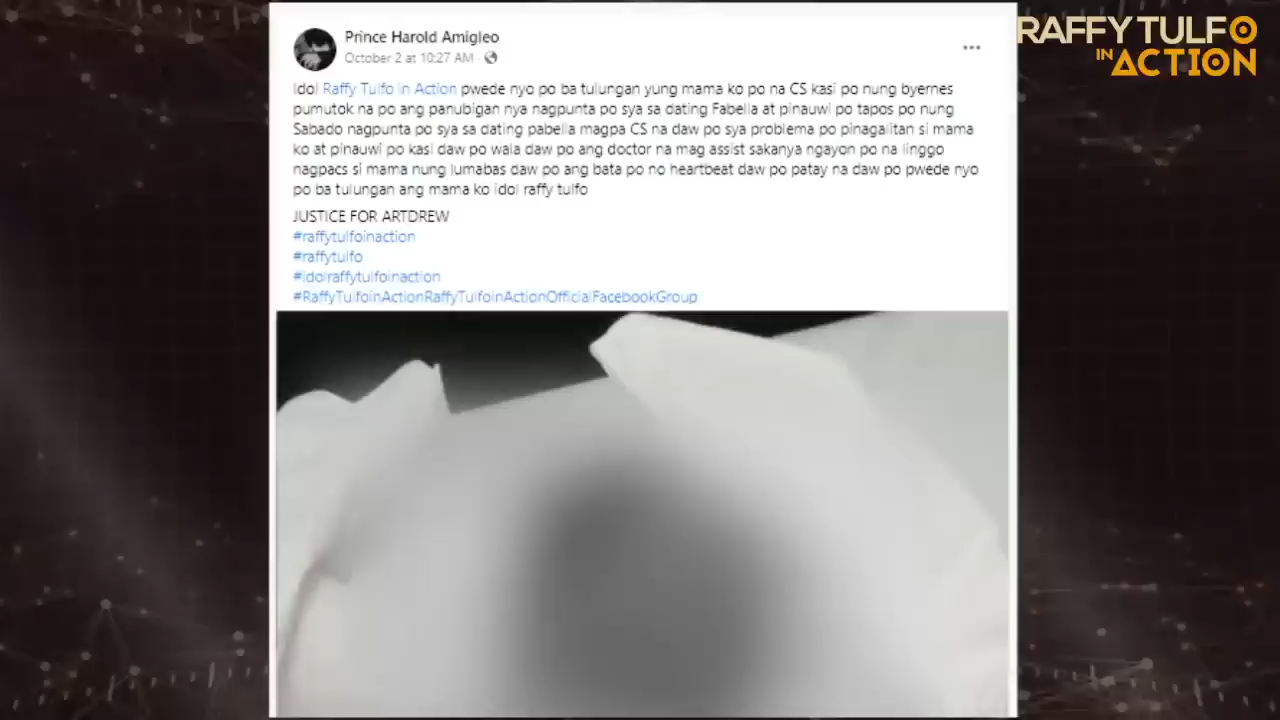 RAFFY TULFO
IN ACTION
Prince Harold Amigleo
October 2 at 10:27 AM ·
Idol Raffy Tulfo in Action pwede nyo po ba tulungan yung mama ko po na CS kasi po nung byernes
pumutok na po ang panubigan nya nagpunta po sya sa dating Fabella at pinauwi po tapos po nung
Sabado nagpunta po sya sa dating pabella magpa CS na daw po sya problema po pinagalitan si mama
ko at pinauwi po kasi daw po wala daw po ang doctor na mag assist sakanya ngayon po na linggo
nagpacs si mama nung lumabas daw po ang bata po no heartbeat daw po patay na daw po pwede nyo
po ba tulungan ang mama ko idol raffy tulfo
JUSTICE FOR ARTDREW
#raffytulfoinaction
#raffytulfo
#idolraffytulfoinaction
#RaffyTulfoinActionRaffyTulfoinActionOfficialFacebookGroup